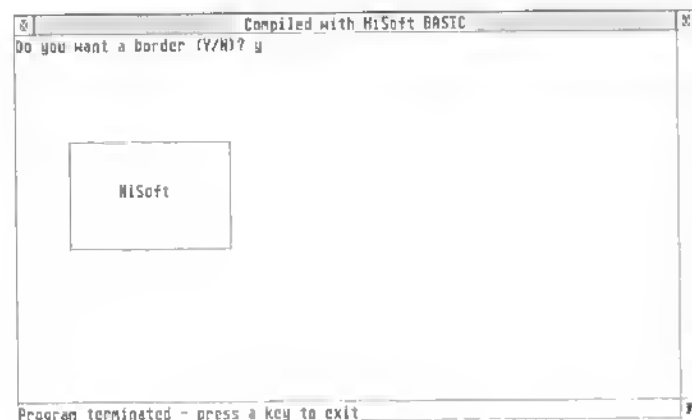 Compiled with HiSoft BASIC
Do you want a border (Y/N)? y
HiSoft
Program terminated - press a key to exit